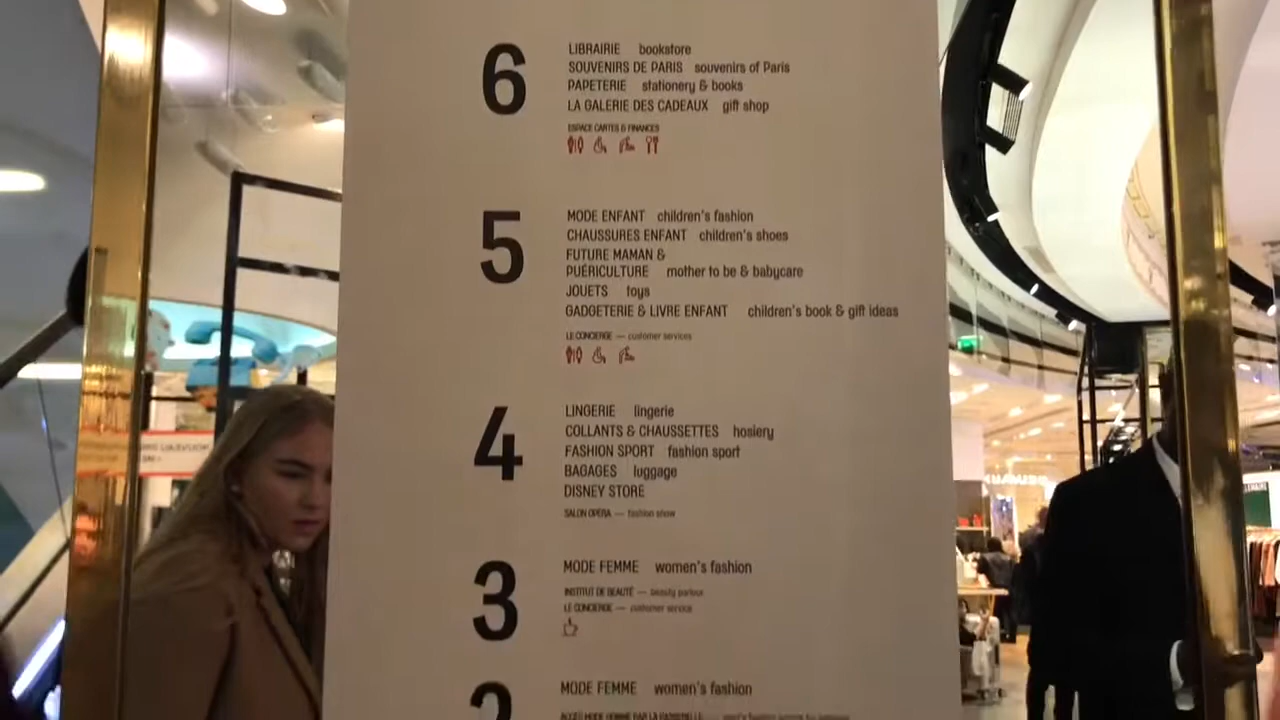 6
LIBRAIRIE bookstore
SOUVENIRS DE PARIS souvenirs of Paris
PAPETERIE stationery & books
LA GALERIE DES CADEAUX gift shop
ESPACE CARTES & FINANCES
5
MODE ENFANT children's fashion
CHAUSSURES ENFANT children's shoes
FUTURE MAMAN &
PUÉRICULTURE mother to be & babycare
JOUETS toys
GADGETERIE & LIVRE ENFANT children's book & gift ideas
LE CONCIERGE — customer services
4
LINGERIE lingerie
COLLANTS & CHAUSSETTES hosiery
FASHION SPORT fashion sport
BAGAGES luggage
DISNEY STORE
SALON OPÉRA — fashion show
3
MODE FEMME women's fashion
INSTITUT DE BEAUTÉ — beauty parlour
LE CONCIERGE — customer service
2
MODE FEMME women's fashion